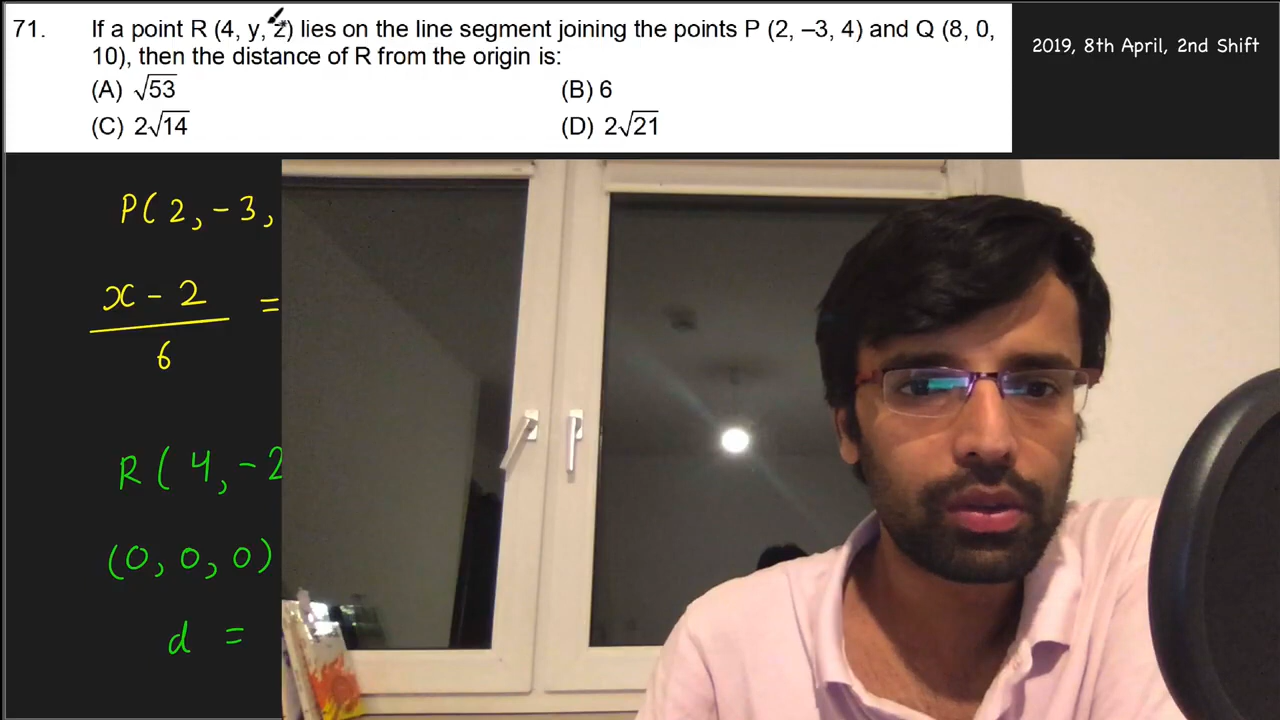 71. If a point R (4, y, z) lies on the line segment joining the points P (2, –3, 4) and Q (8, 0,
10), then the distance of R from the origin is:
(A) √53 (B) 6
(C) 2√14 (D) 2√21
2019, 8th April, 2nd Shift
P(2, -3,
x - 2
6
=
R(4, -2
(0, 0, 0)
d =